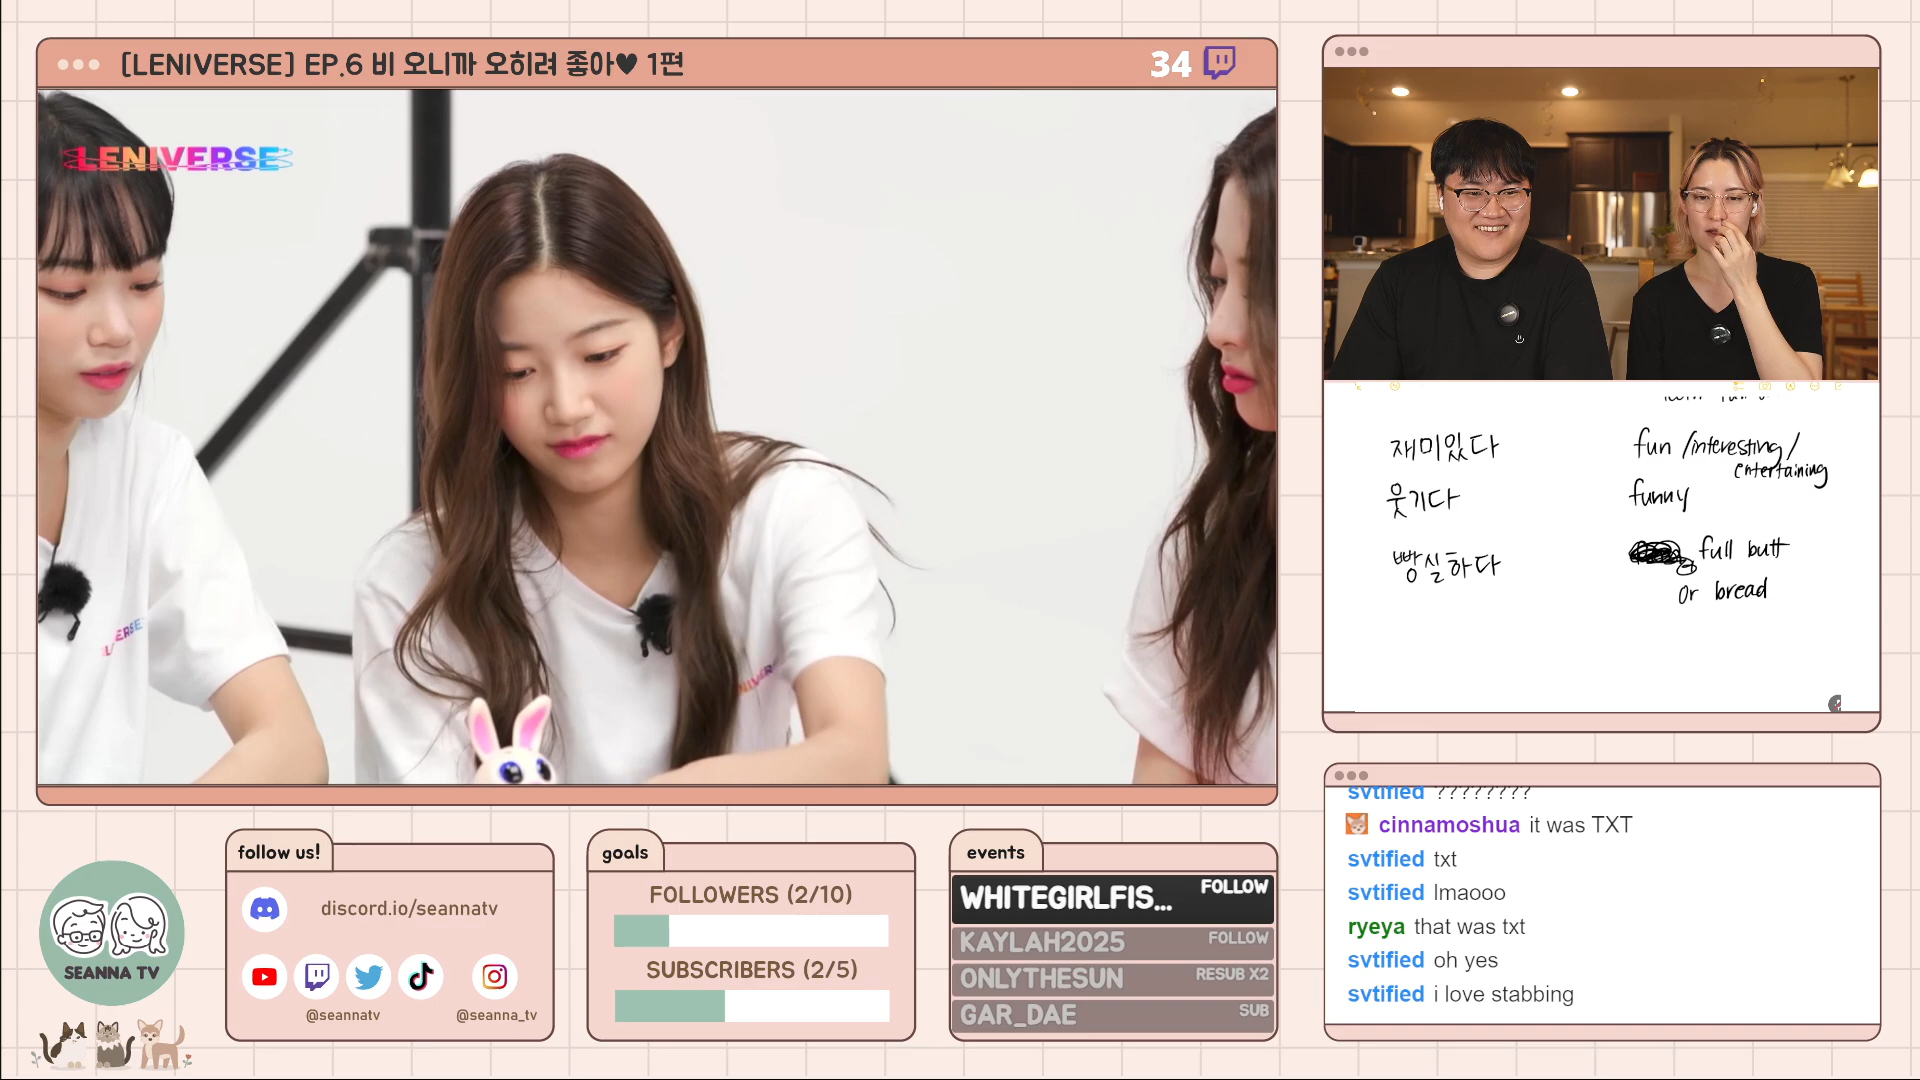 [LENIVERSE] EP.6 비 오니까 오히려 좋아♥ 1편
34
LENIVERSE
재미있다 fun /interesting/
entertaining
웃기다 funny
빵실하다 full butt
or bread
svtified ????????
cinnamoshua it was TXT
svtified txt
svtified lmaooo
ryeya that was txt
svtified oh yes
svtified i love stabbing
SEANNA TV
follow us!
discord.io/seannatv
@seannatv
@seanna_tv
goals
FOLLOWERS (2/10)
SUBSCRIBERS (2/5)
events
WHITEGIRLFIS... FOLLOW
KAYLAH2025 FOLLOW
ONLYTHESUN RESUB X2
GAR_DAE SUB